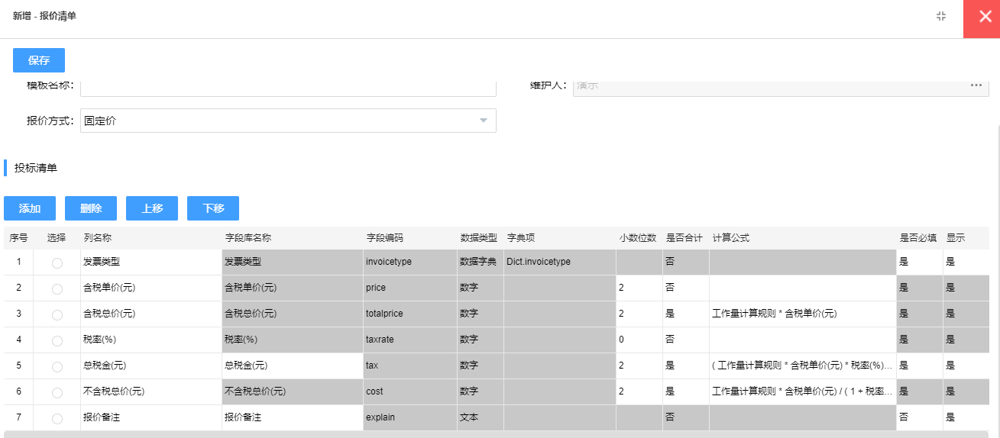 新增 - 报价清单
保存
模板名称: 维护人: 演示 ...
报价方式: 固定价
投标清单
添加 删除 上移 下移
序号 选择 列名称 字段库名称 字段编码 数据类型 字典项 小数位数 是否合计 计算公式 是否必填 显示
1 发票类型 发票类型 invoicetype 数据字典 Dict.invoicetype 否 是 是
2 含税单价(元) 含税单价(元) price 数字 2 否 是 是
3 含税总价(元) 含税总价(元) totalprice 数字 2 是 工作量计算规则 * 含税单价(元) 是 是
4 税率(%) 税率(%) taxrate 数字 0 否 是 是
5 总税金(元) 总税金(元) tax 数字 2 是 ( 工作量计算规则 * 含税单价(元) * 税率(%)... 是 是
6 不含税总价(元) 不含税总价(元) cost 数字 2 是 工作量计算规则 * 含税单价(元) / ( 1 + 税率... 是 是
7 报价备注 报价备注 explain 文本 否 否 是